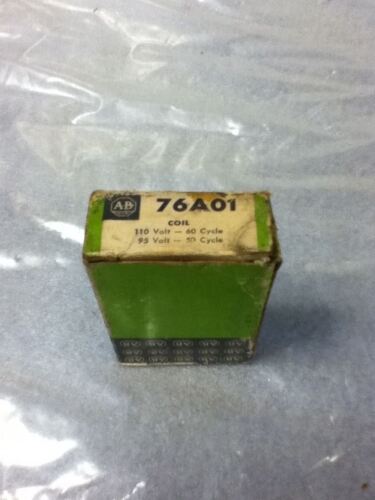 AB 76A01
COIL
110 Volt — 60 Cycle
95 Volt — 50 Cycle